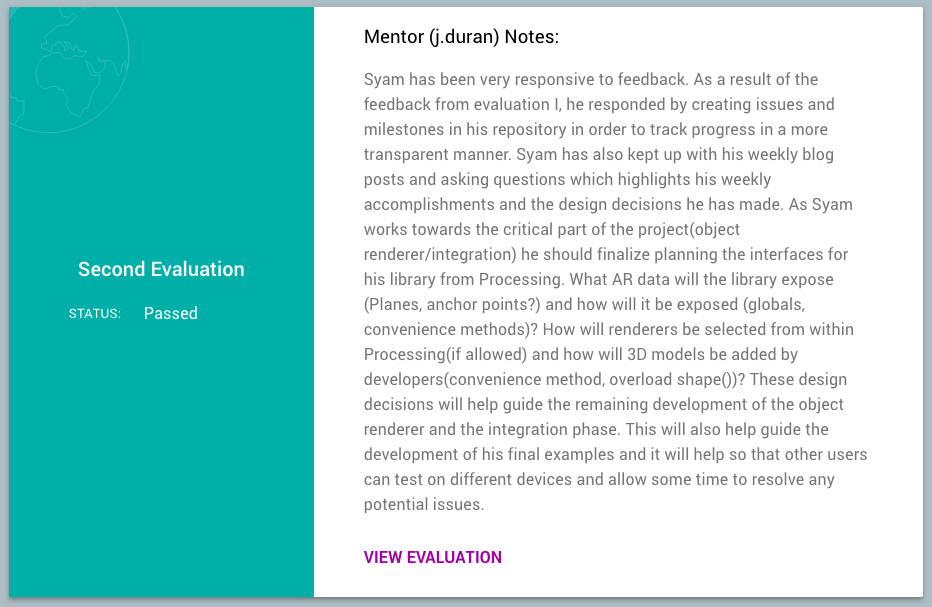 Second Evaluation
STATUS: Passed
Mentor (j.duran) Notes:
Syam has been very responsive to feedback. As a result of the
feedback from evaluation I, he responded by creating issues and
milestones in his repository in order to track progress in a more
transparent manner. Syam has also kept up with his weekly blog
posts and asking questions which highlights his weekly
accomplishments and the design decisions he has made. As Syam
works towards the critical part of the project(object
renderer/integration) he should finalize planning the interfaces for
his library from Processing. What AR data will the library expose
(Planes, anchor points?) and how will it be exposed (globals,
convenience methods)? How will renderers be selected from within
Processing(if allowed) and how will 3D models be added by
developers(convenience method, overload shape())? These design
decisions will help guide the remaining development of the object
renderer and the integration phase. This will also help guide the
development of his final examples and it will help so that other users
can test on different devices and allow some time to resolve any
potential issues.
VIEW EVALUATION